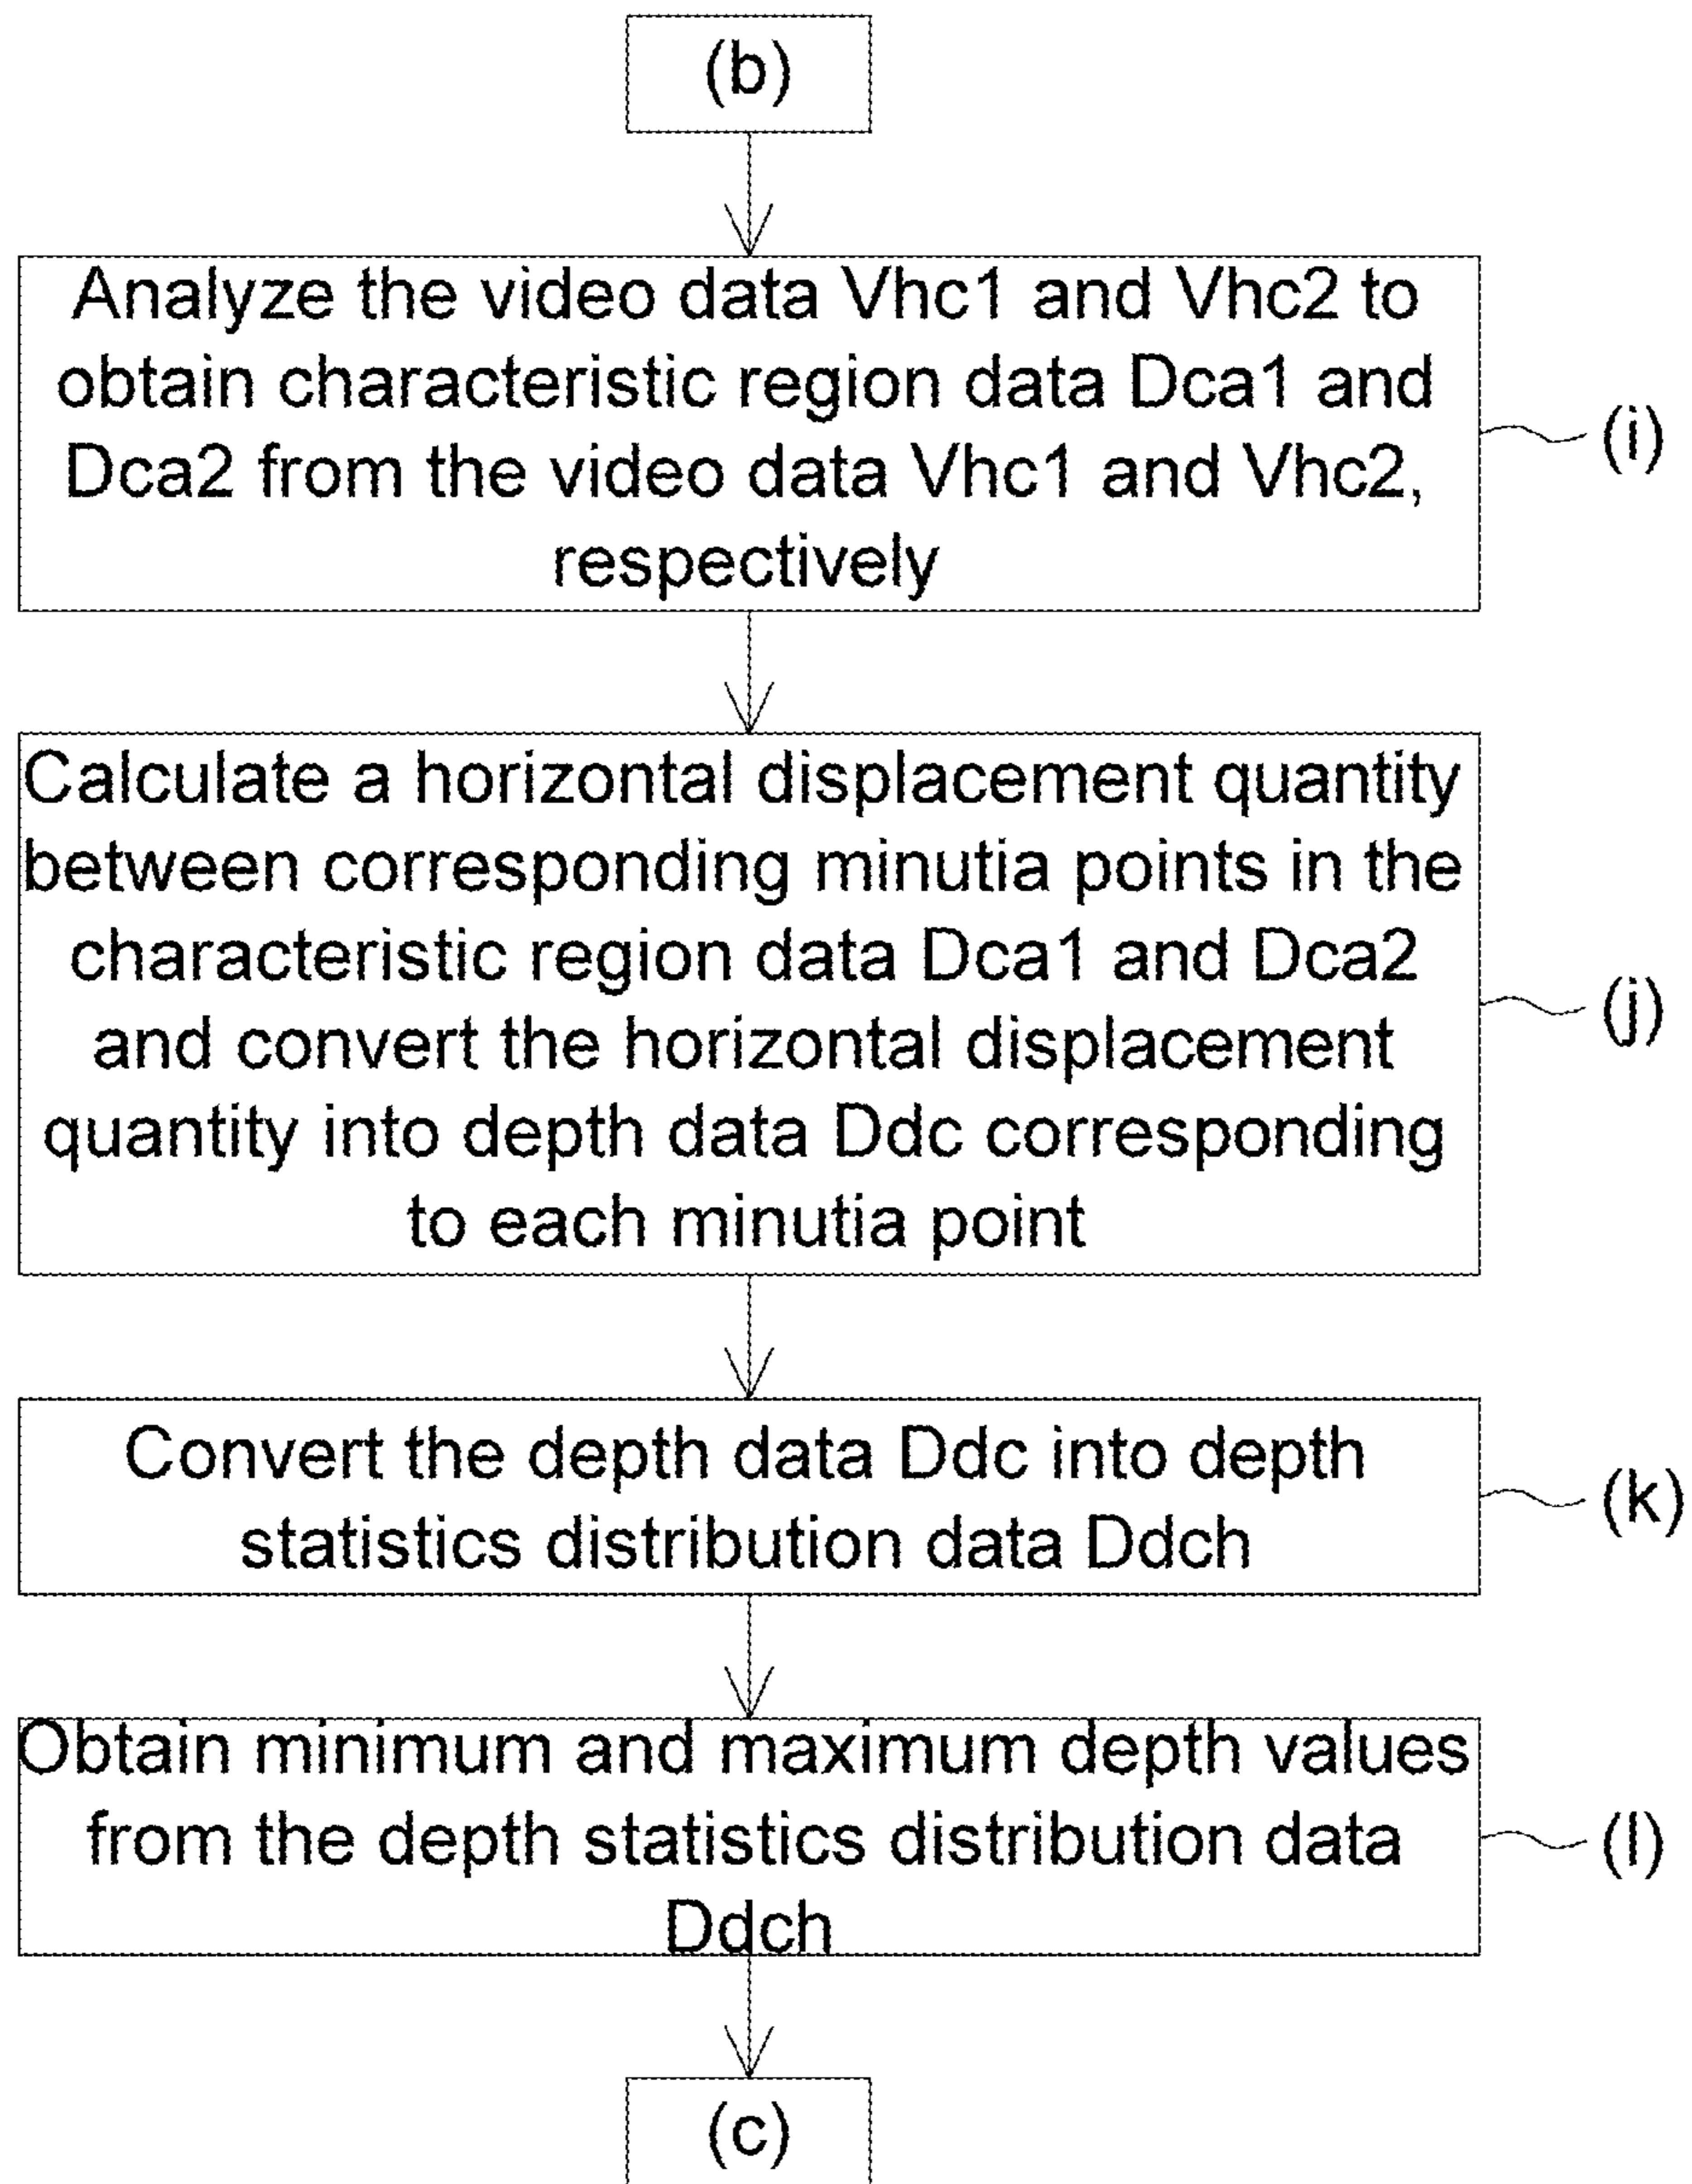 (b)
Analyze the video data Vhc1 and Vhc2 to
obtain characteristic region data Dca1 and
Dca2 from the video data Vhc1 and Vhc2,
respectively
(i)
Calculate a horizontal displacement quantity
between corresponding minutia points in the
characteristic region data Dca1 and Dca2
and convert the horizontal displacement
quantity into depth data Ddc corresponding
to each minutia point
(j)
Convert the depth data Ddc into depth
statistics distribution data Ddch
(k)
Obtain minimum and maximum depth values
from the depth statistics distribution data
Ddch
(l)
(c)